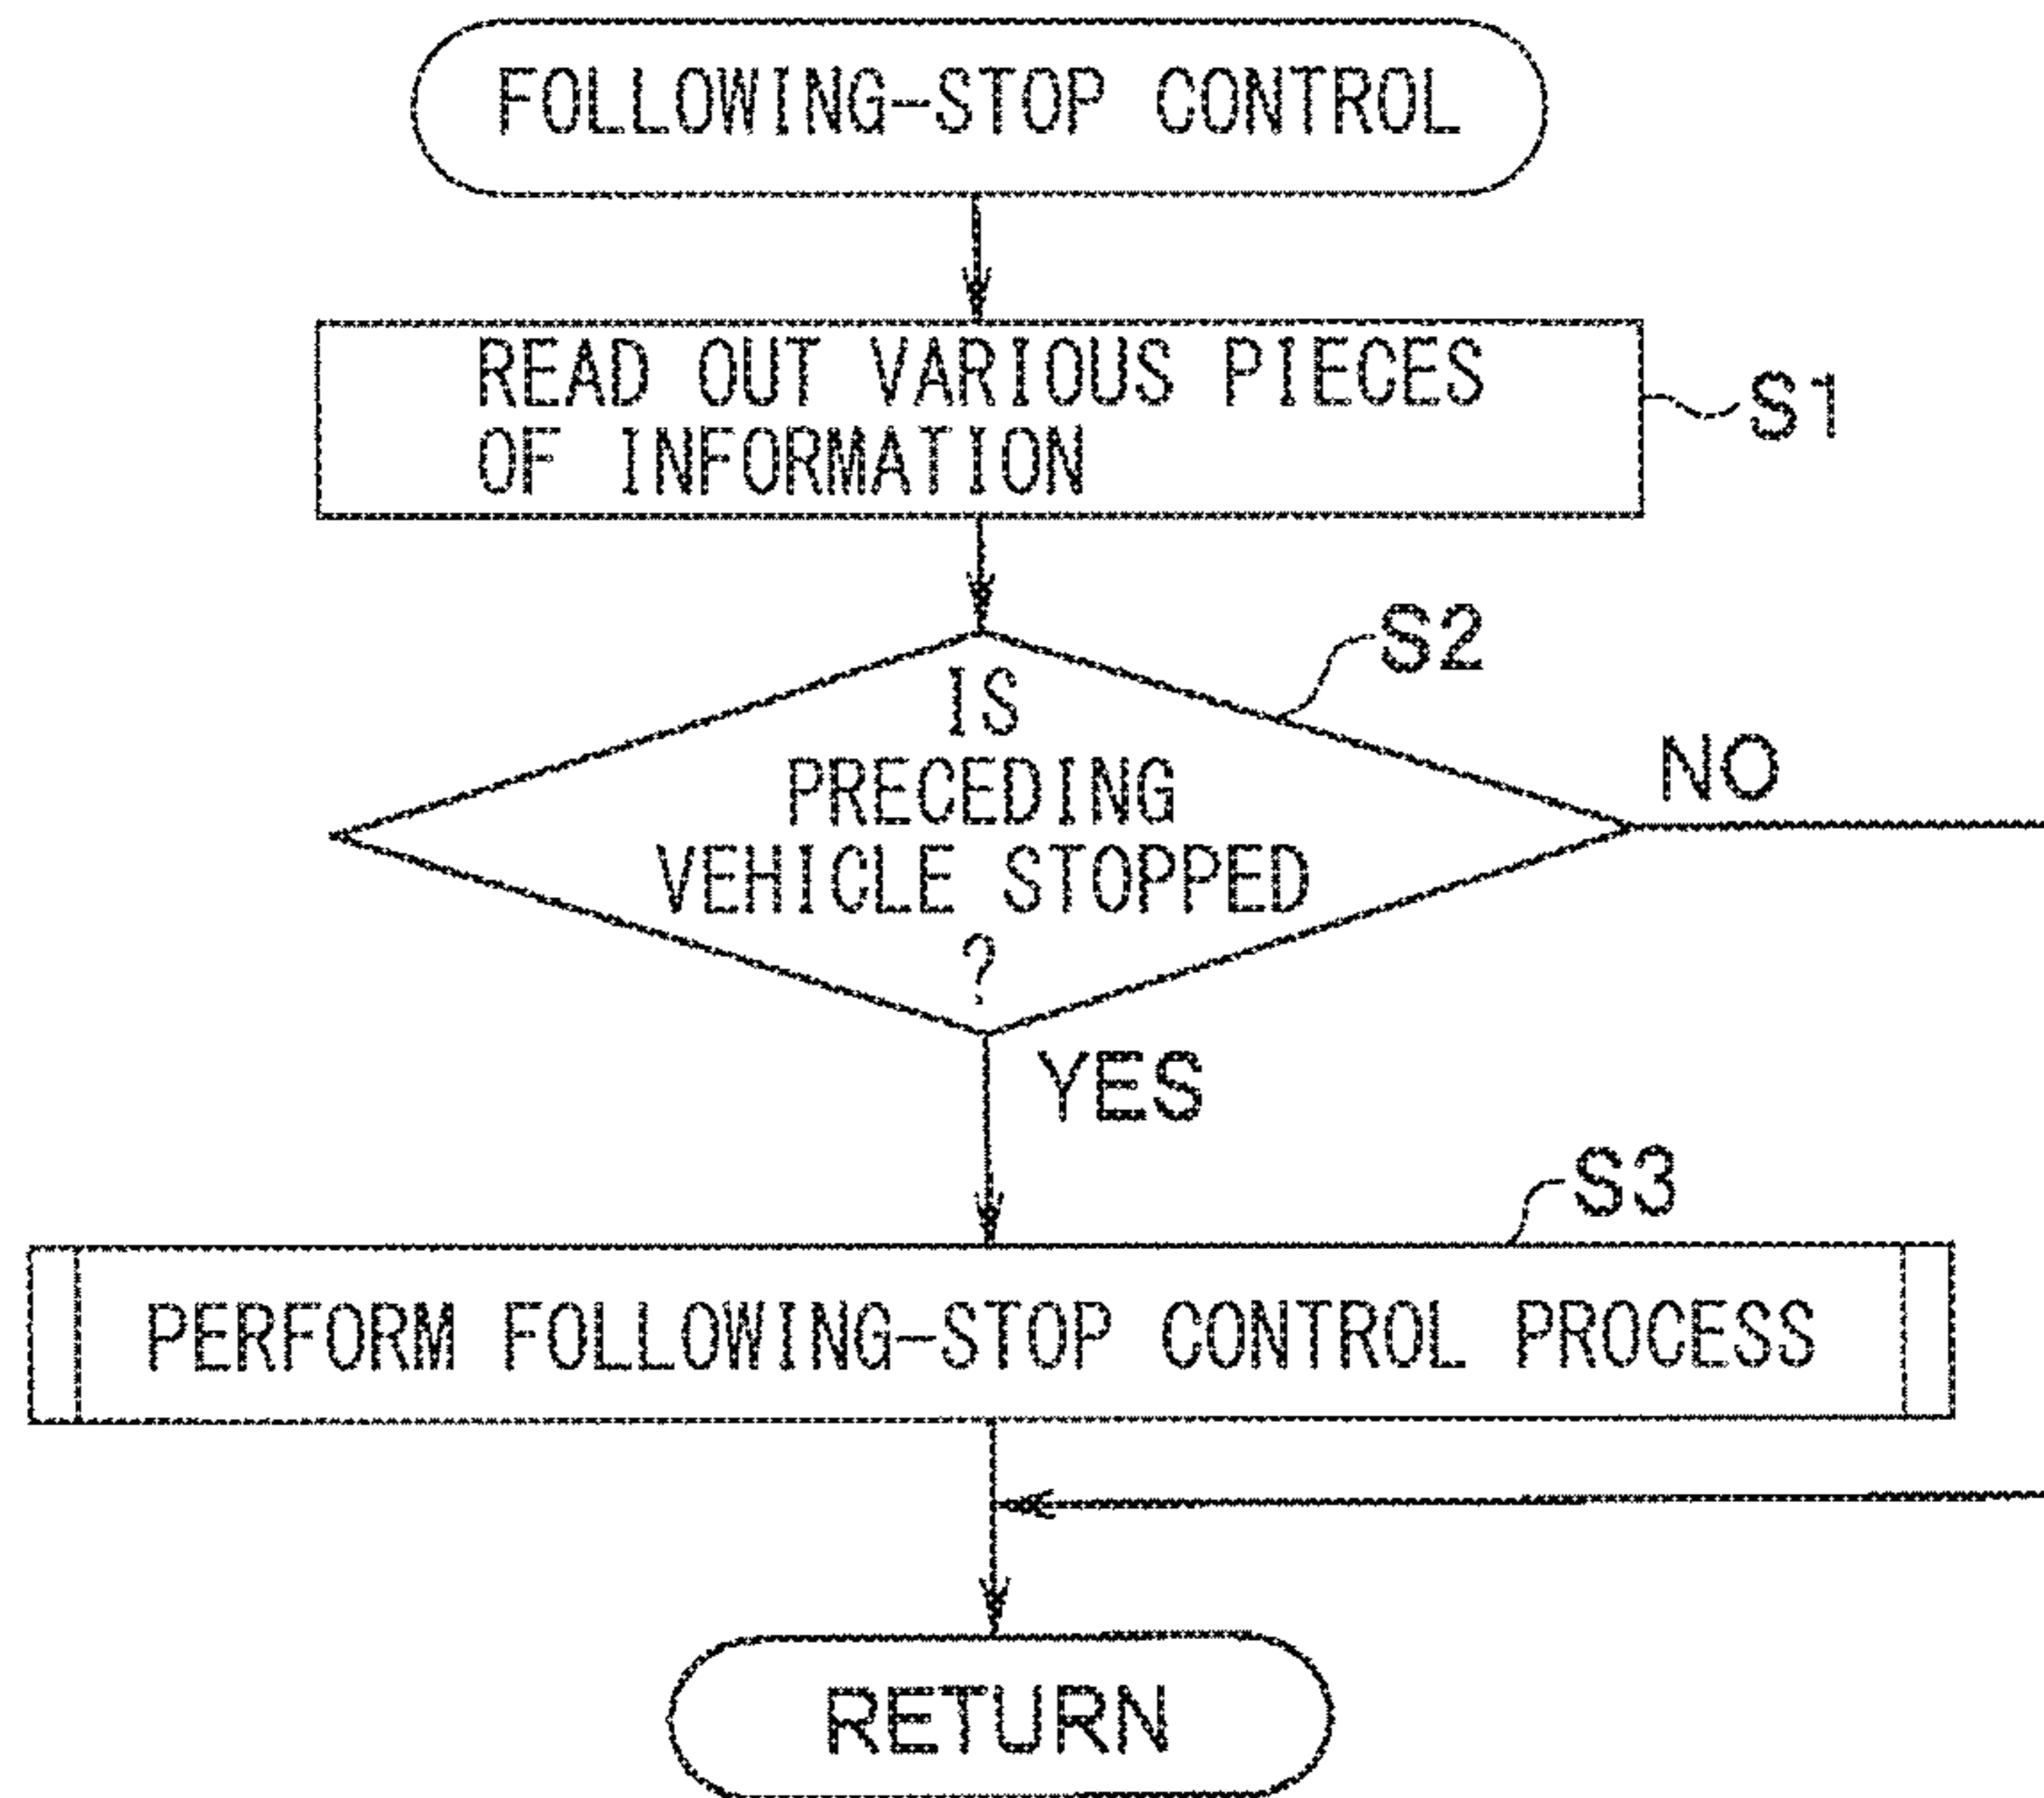 FOLLOWING-STOP CONTROL
READ OUT VARIOUS PIECES
OF INFORMATION
S1
S2
IS
PRECEDING
VEHICLE STOPPED
?
NO
YES
S3
PERFORM FOLLOWING-STOP CONTROL PROCESS
RETURN